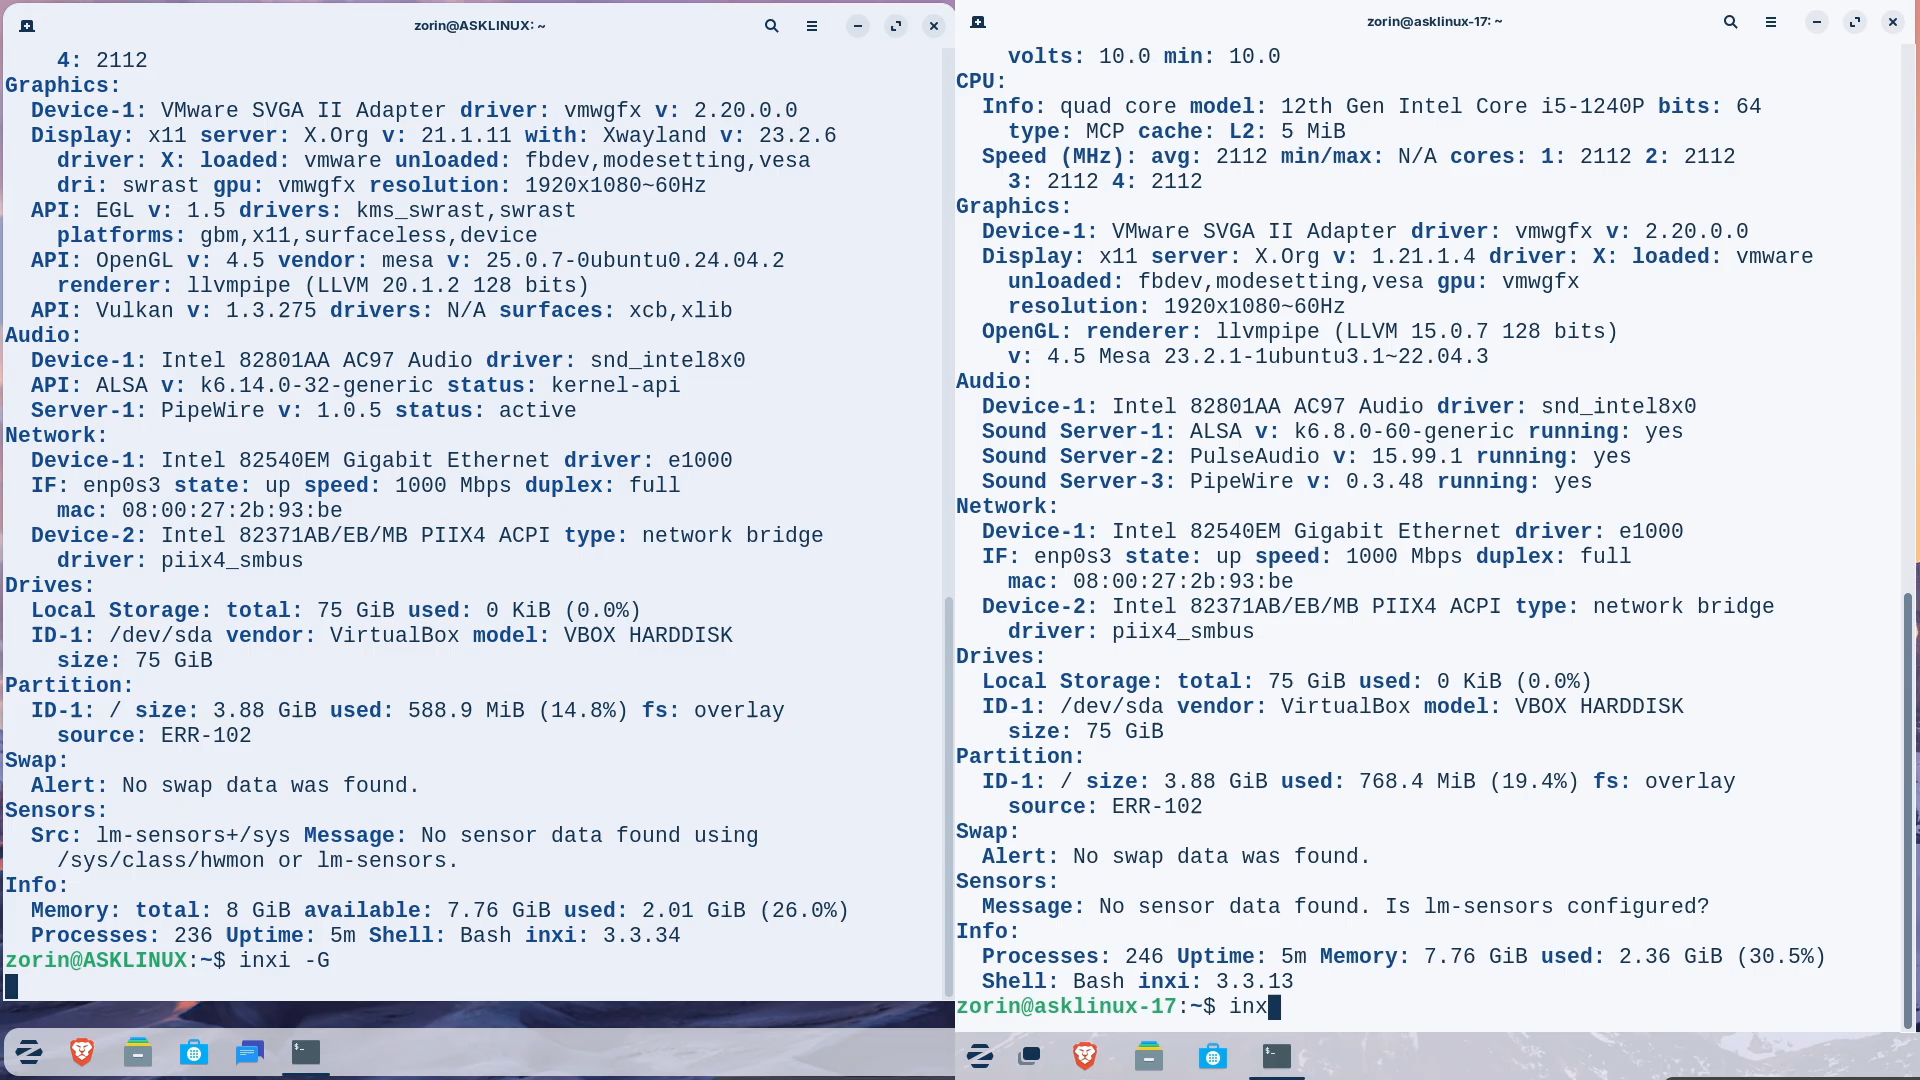 zorin@ASKLINUX: ~
4: 2112
Graphics:
Device-1: VMware SVGA II Adapter driver: vmwgfx v: 2.20.0.0
Display: x11 server: X.Org v: 21.1.11 with: Xwayland v: 23.2.6
driver: X: loaded: vmware unloaded: fbdev,modesetting,vesa
dri: swrast gpu: vmwgfx resolution: 1920x1080~60Hz
API: EGL v: 1.5 drivers: kms_swrast,swrast
platforms: gbm,x11,surfaceless,device
API: OpenGL v: 4.5 vendor: mesa v: 25.0.7-0ubuntu0.24.04.2
renderer: llvmpipe (LLVM 20.1.2 128 bits)
API: Vulkan v: 1.3.275 drivers: N/A surfaces: xcb,xlib
Audio:
Device-1: Intel 82801AA AC97 Audio driver: snd_intel8x0
API: ALSA v: k6.14.0-32-generic status: kernel-api
Server-1: PipeWire v: 1.0.5 status: active
Network:
Device-1: Intel 82540EM Gigabit Ethernet driver: e1000
IF: enp0s3 state: up speed: 1000 Mbps duplex: full
mac: 08:00:27:2b:93:be
Device-2: Intel 82371AB/EB/MB PIIX4 ACPI type: network bridge
driver: piix4_smbus
Drives:
Local Storage: total: 75 GiB used: 0 KiB (0.0%)
ID-1: /dev/sda vendor: VirtualBox model: VBOX HARDDISK
size: 75 GiB
Partition:
ID-1: / size: 3.88 GiB used: 588.9 MiB (14.8%) fs: overlay
source: ERR-102
Swap:
Alert: No swap data was found.
Sensors:
Src: lm-sensors+/sys Message: No sensor data found using
/sys/class/hwmon or lm-sensors.
Info:
Memory: total: 8 GiB available: 7.76 GiB used: 2.01 GiB (26.0%)
Processes: 236 Uptime: 5m Shell: Bash inxi: 3.3.34
zorin@ASKLINUX:~$ inxi -G
zorin@asklinux-17: ~
volts: 10.0 min: 10.0
CPU:
Info: quad core model: 12th Gen Intel Core i5-1240P bits: 64
type: MCP cache: L2: 5 MiB
Speed (MHz): avg: 2112 min/max: N/A cores: 1: 2112 2: 2112
3: 2112 4: 2112
Graphics:
Device-1: VMware SVGA II Adapter driver: vmwgfx v: 2.20.0.0
Display: x11 server: X.Org v: 1.21.1.4 driver: X: loaded: vmware
unloaded: fbdev,modesetting,vesa gpu: vmwgfx
resolution: 1920x1080~60Hz
OpenGL: renderer: llvmpipe (LLVM 15.0.7 128 bits)
v: 4.5 Mesa 23.2.1-1ubuntu3.1~22.04.3
Audio:
Device-1: Intel 82801AA AC97 Audio driver: snd_intel8x0
Sound Server-1: ALSA v: k6.8.0-60-generic running: yes
Sound Server-2: PulseAudio v: 15.99.1 running: yes
Sound Server-3: PipeWire v: 0.3.48 running: yes
Network:
Device-1: Intel 82540EM Gigabit Ethernet driver: e1000
IF: enp0s3 state: up speed: 1000 Mbps duplex: full
mac: 08:00:27:2b:93:be
Device-2: Intel 82371AB/EB/MB PIIX4 ACPI type: network bridge
driver: piix4_smbus
Drives:
Local Storage: total: 75 GiB used: 0 KiB (0.0%)
ID-1: /dev/sda vendor: VirtualBox model: VBOX HARDDISK
size: 75 GiB
Partition:
ID-1: / size: 3.88 GiB used: 768.4 MiB (19.4%) fs: overlay
source: ERR-102
Swap:
Alert: No swap data was found.
Sensors:
Message: No sensor data found. Is lm-sensors configured?
Info:
Processes: 246 Uptime: 5m Memory: 7.76 GiB used: 2.36 GiB (30.5%)
Shell: Bash inxi: 3.3.13
zorin@asklinux-17:~$ inx